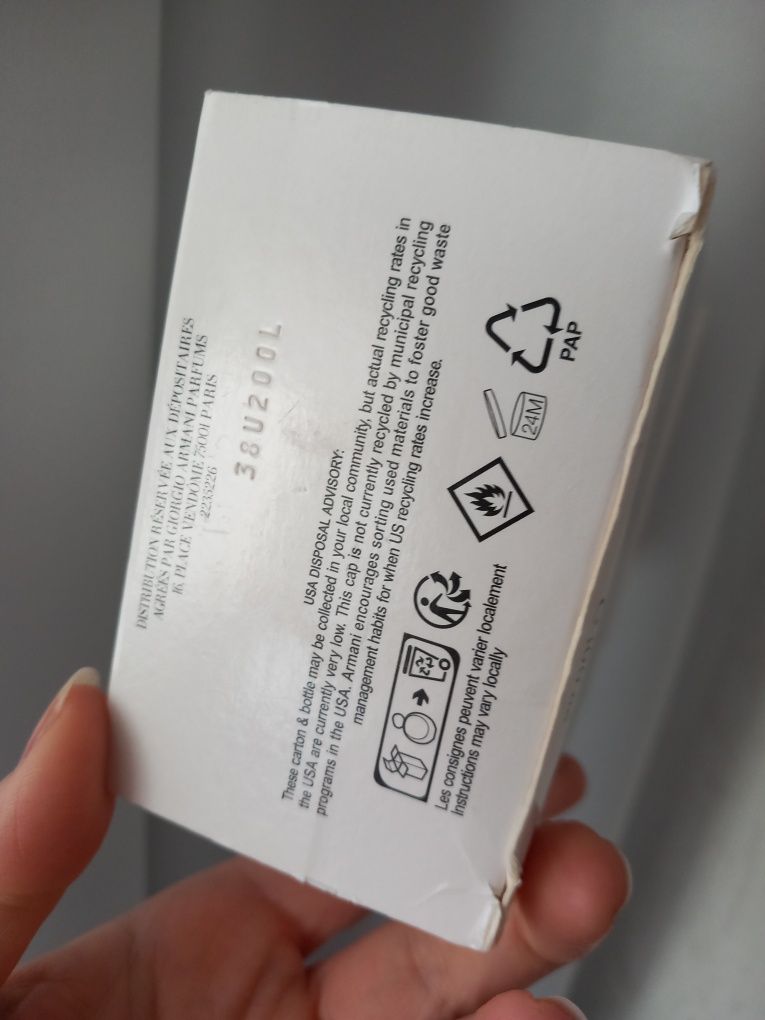 DISTRIBUTION RÉSERVÉE AUX DÉPOSITAIRES
AGRÉÉS PAR GIORGIO ARMANI PARFUMS
16, PLACE VENDÔME 75001 PARIS
2235226
38U200L
USA DISPOSAL ADVISORY:
These carton & bottle may be collected in your local community, but actual recycling rates in
the USA are currently very low. This cap is not currently recycled by municipal recycling
programs in the USA. Armani encourages sorting used materials to foster good waste
management habits for when US recycling rates increase.
24M
PAP
Les consignes peuvent varier localement
Instructions may vary locally